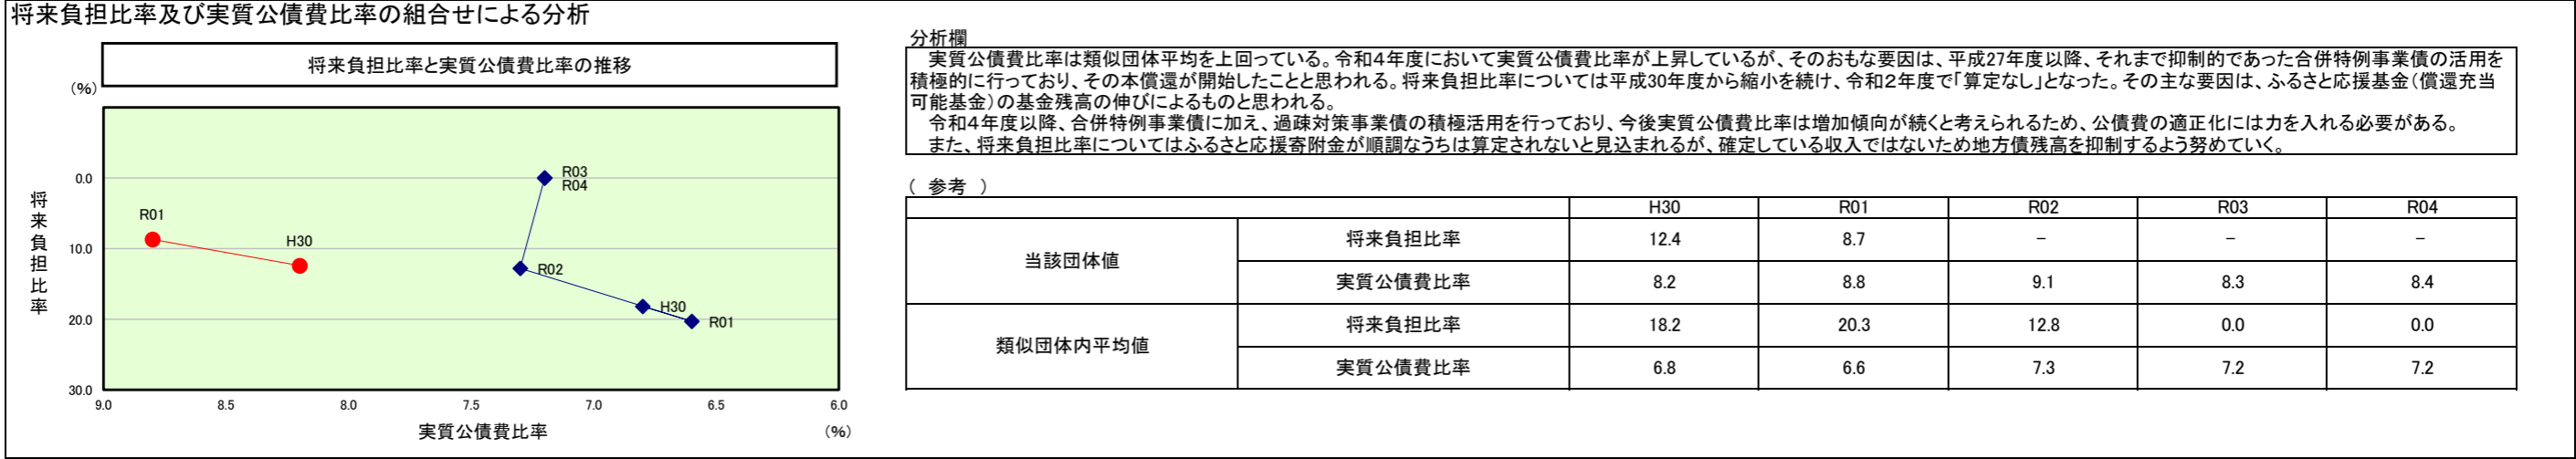 将来負担比率及び実質公債費比率の組合せによる分析
将来負担比率と実質公債費比率の推移
(%)
将来負担比率
0.0
10.0
20.0
30.0
R01
H30
R03
R04
R02
H30
R01
9.0
8.5
8.0
7.5
7.0
6.5
6.0
実質公債費比率
(%)
分析欄
実質公債費比率は類似団体平均を上回っている。令和4年度において実質公債費比率が上昇しているが、そのおもな要因は、平成27年度以降、それまで抑制的であった合併特例事業債の活用を
積極的に行っており、その本償還が開始したことと思われる。将来負担比率については平成30年度から縮小を続け、令和2年度で「算定なし」となった。その主な要因は、ふるさと応援基金(償還充当
可能基金)の基金残高の伸びによるものと思われる。
令和4年度以降、合併特例事業債に加え、過疎対策事業債の積極活用を行っており、今後実質公債費比率は増加傾向が続くと考えられるため、公債費の適正化には力を入れる必要がある。
また、将来負担比率についてはふるさと応援寄附金が順調なうちは算定されないと見込まれるが、確定している収入ではないため地方債残高を抑制するよう努めていく。
( 参考 )
H30 R01 R02 R03 R04
当該団体値
将来負担比率 12.4 8.7 － － －
実質公債費比率 8.2 8.8 9.1 8.3 8.4
類似団体内平均値
将来負担比率 18.2 20.3 12.8 0.0 0.0
実質公債費比率 6.8 6.6 7.3 7.2 7.2